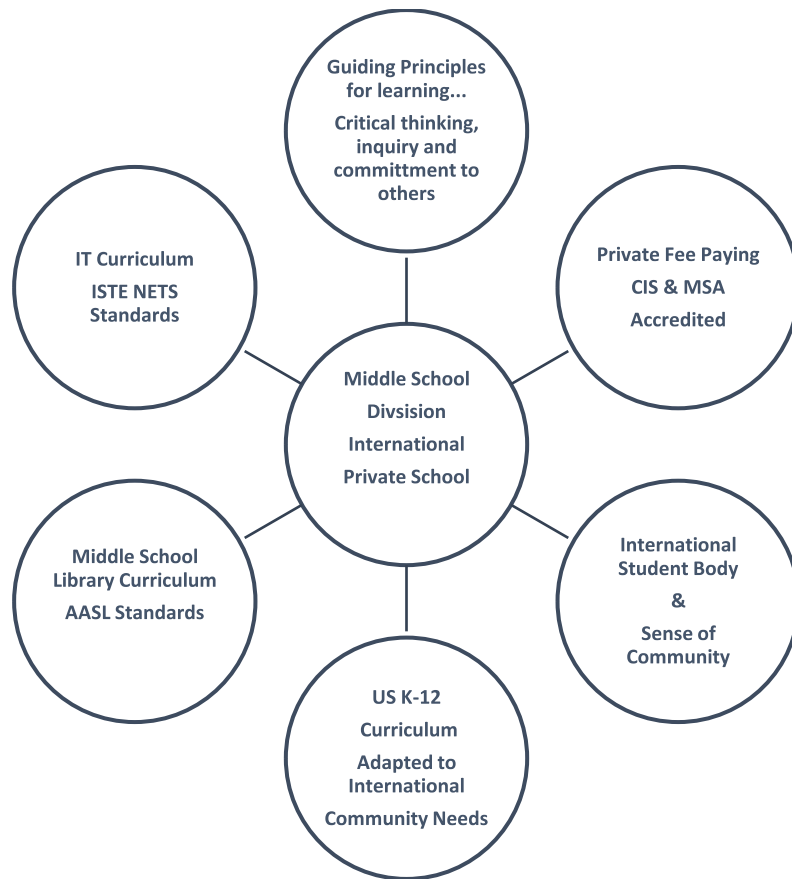 Guiding Principles
for learning...
Critical thinking,
inquiry and
committment to
others
Private Fee Paying
CIS & MSA
Accredited
International
Student Body
&
Sense of
Community
US K-12
Curriculum
Adapted to
International
Community Needs
Middle School
Library Curriculum
AASL Standards
IT Curriculum
ISTE NETS
Standards
Middle School
Divsision
International
Private School